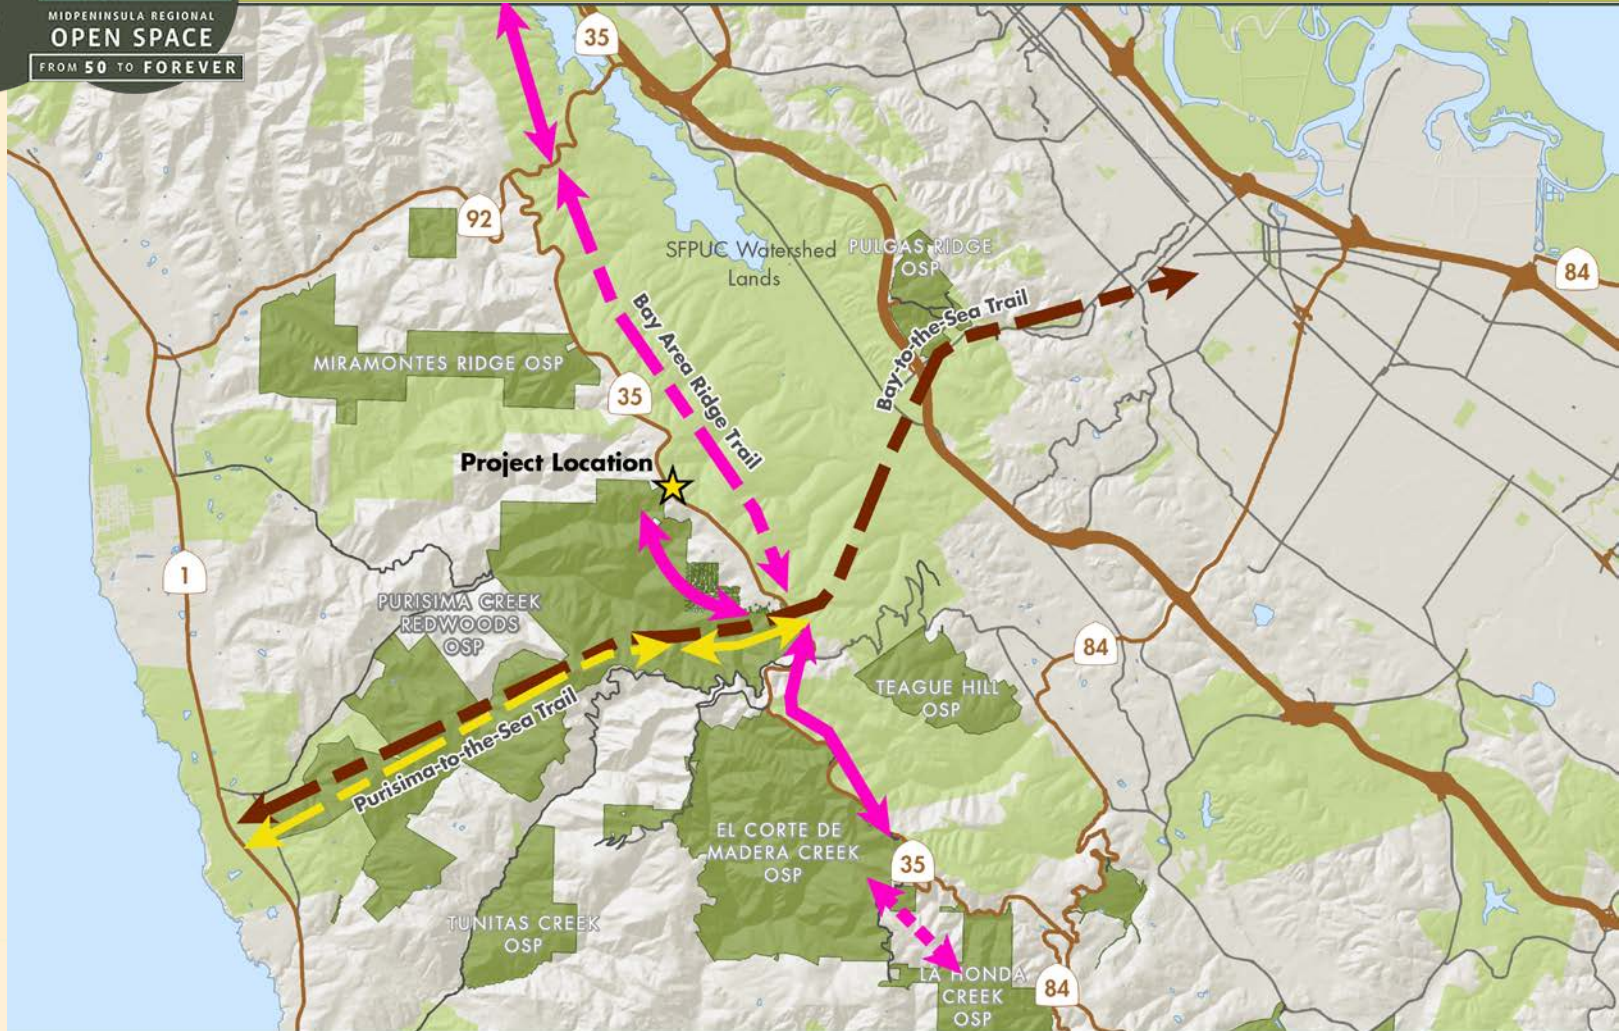 MIDPENINSULA REGIONAL
OPEN SPACE
FROM 50 TO FOREVER
35
92
SFPUC Watershed
Lands
PULGAS RIDGE
OSP
84
Bay-to-the-Sea Trail
Bay Area Ridge Trail
MIRAMONTES RIDGE OSP
35
Project Location
1
PURISIMA CREEK
REDWOODS
OSP
84
TEAGUE HILL
OSP
Purisima-to-the-Sea Trail
EL CORTE DE
MADERA CREEK
OSP
35
TUNITAS CREEK
OSP
LA HONDA
CREEK
OSP
84